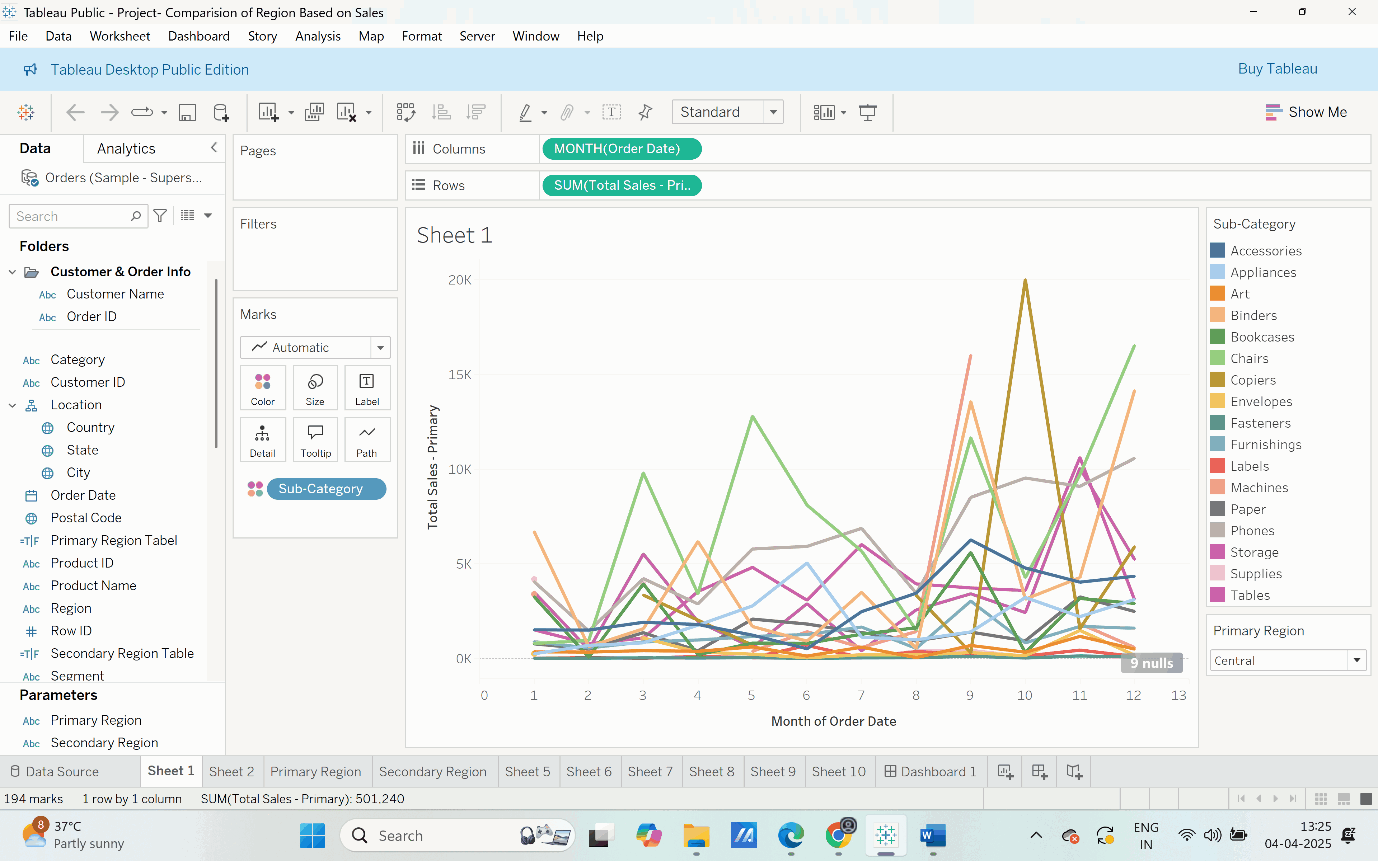 Tableau Public - Project- Comparision of Region Based on Sales
File Data Worksheet Dashboard Story Analysis Map Format Server Window Help
Tableau Desktop Public Edition
Buy Tableau
Standard
Show Me
Data
Analytics
Orders (Sample - Supers...
Search
Folders
Customer & Order Info
Abc Customer Name
Abc Order ID
Abc Category
Abc Customer ID
Location
Country
State
City
Order Date
Postal Code
=T|F Primary Region Tabel
Abc Product ID
Abc Product Name
Abc Region
# Row ID
=T|F Secondary Region Table
Abc Segment
Parameters
Abc Primary Region
Abc Secondary Region
Pages
Filters
Marks
Automatic
Color Size Label
Detail Tooltip Path
Sub-Category
Columns
MONTH(Order Date)
Rows
SUM(Total Sales - Pri..
Sheet 1
20K
15K
10K
5K
0K
Total Sales - Primary
9 nulls
0 1 2 3 4 5 6 7 8 9 10 11 12 13
Month of Order Date
Sub-Category
Accessories
Appliances
Art
Binders
Bookcases
Chairs
Copiers
Envelopes
Fasteners
Furnishings
Labels
Machines
Paper
Phones
Storage
Supplies
Tables
Primary Region
Central
Data Source Sheet 1 Sheet 2 Primary Region Secondary Region Sheet 5 Sheet 6 Sheet 7 Sheet 8 Sheet 9 Sheet 10 Dashboard 1
194 marks 1 row by 1 column SUM(Total Sales - Primary): 501,240
8
37°C
Partly sunny
Search
ENG
IN
13:25
04-04-2025